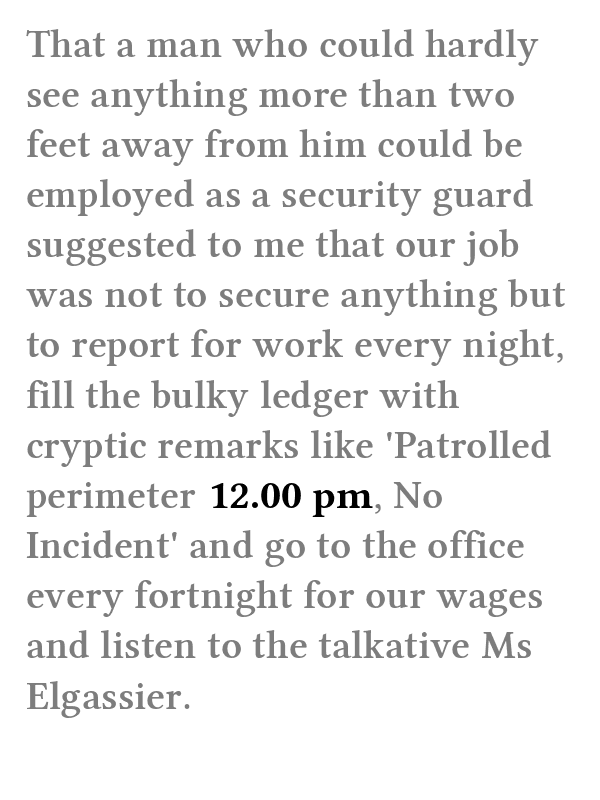 That a man who could hardly
see anything more than two
feet away from him could be
employed as a security guard
suggested to me that our job
was not to secure anything but
to report for work every night,
fill the bulky ledger with
cryptic remarks like 'Patrolled
perimeter 12.00 pm, No
Incident' and go to the office
every fortnight for our wages
and listen to the talkative Ms
Elgassier.